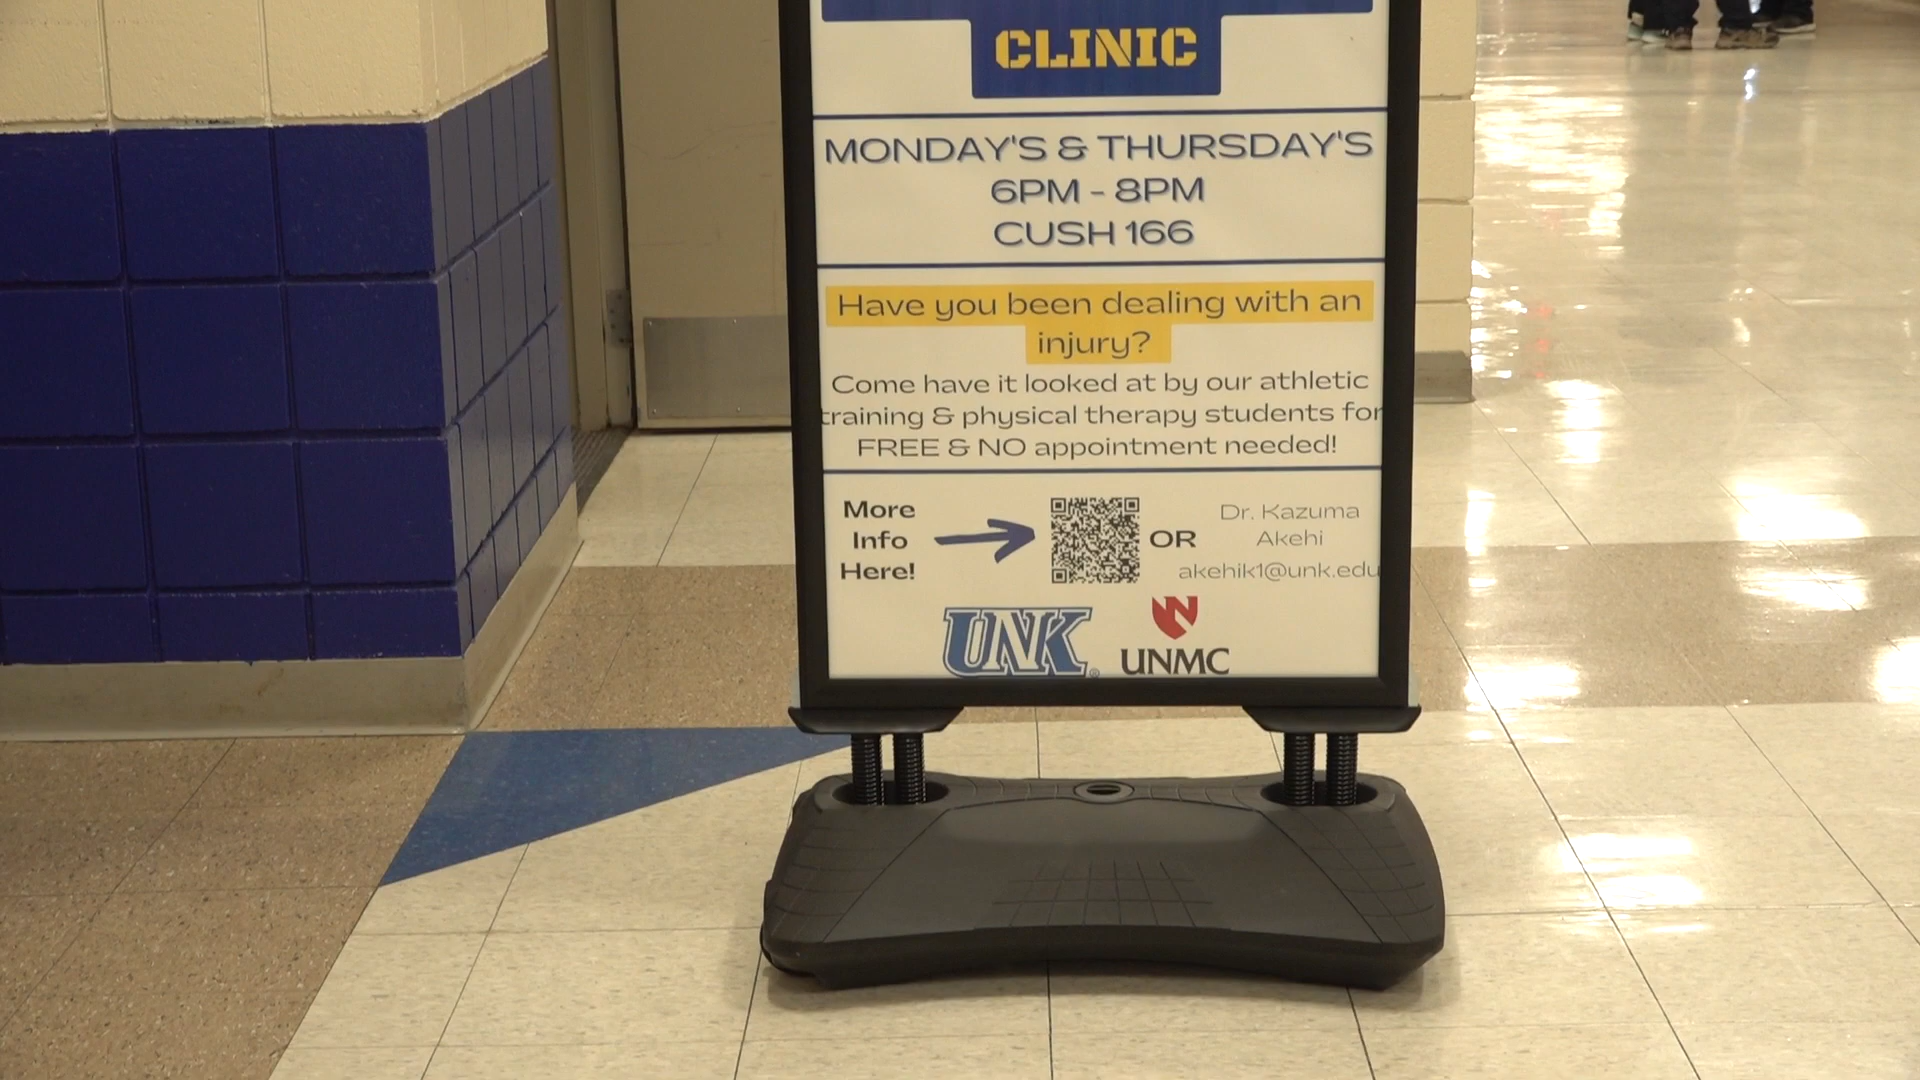 CLINIC
MONDAY'S & THURSDAY'S
6PM - 8PM
CUSH 166
Have you been dealing with an
injury?
Come have it looked at by our athletic
training & physical therapy students for
FREE & NO appointment needed!
More
Info
Here!
OR
Dr. Kazuma
Akehi
akehik1@unk.edu
UNK®
N
UNMC